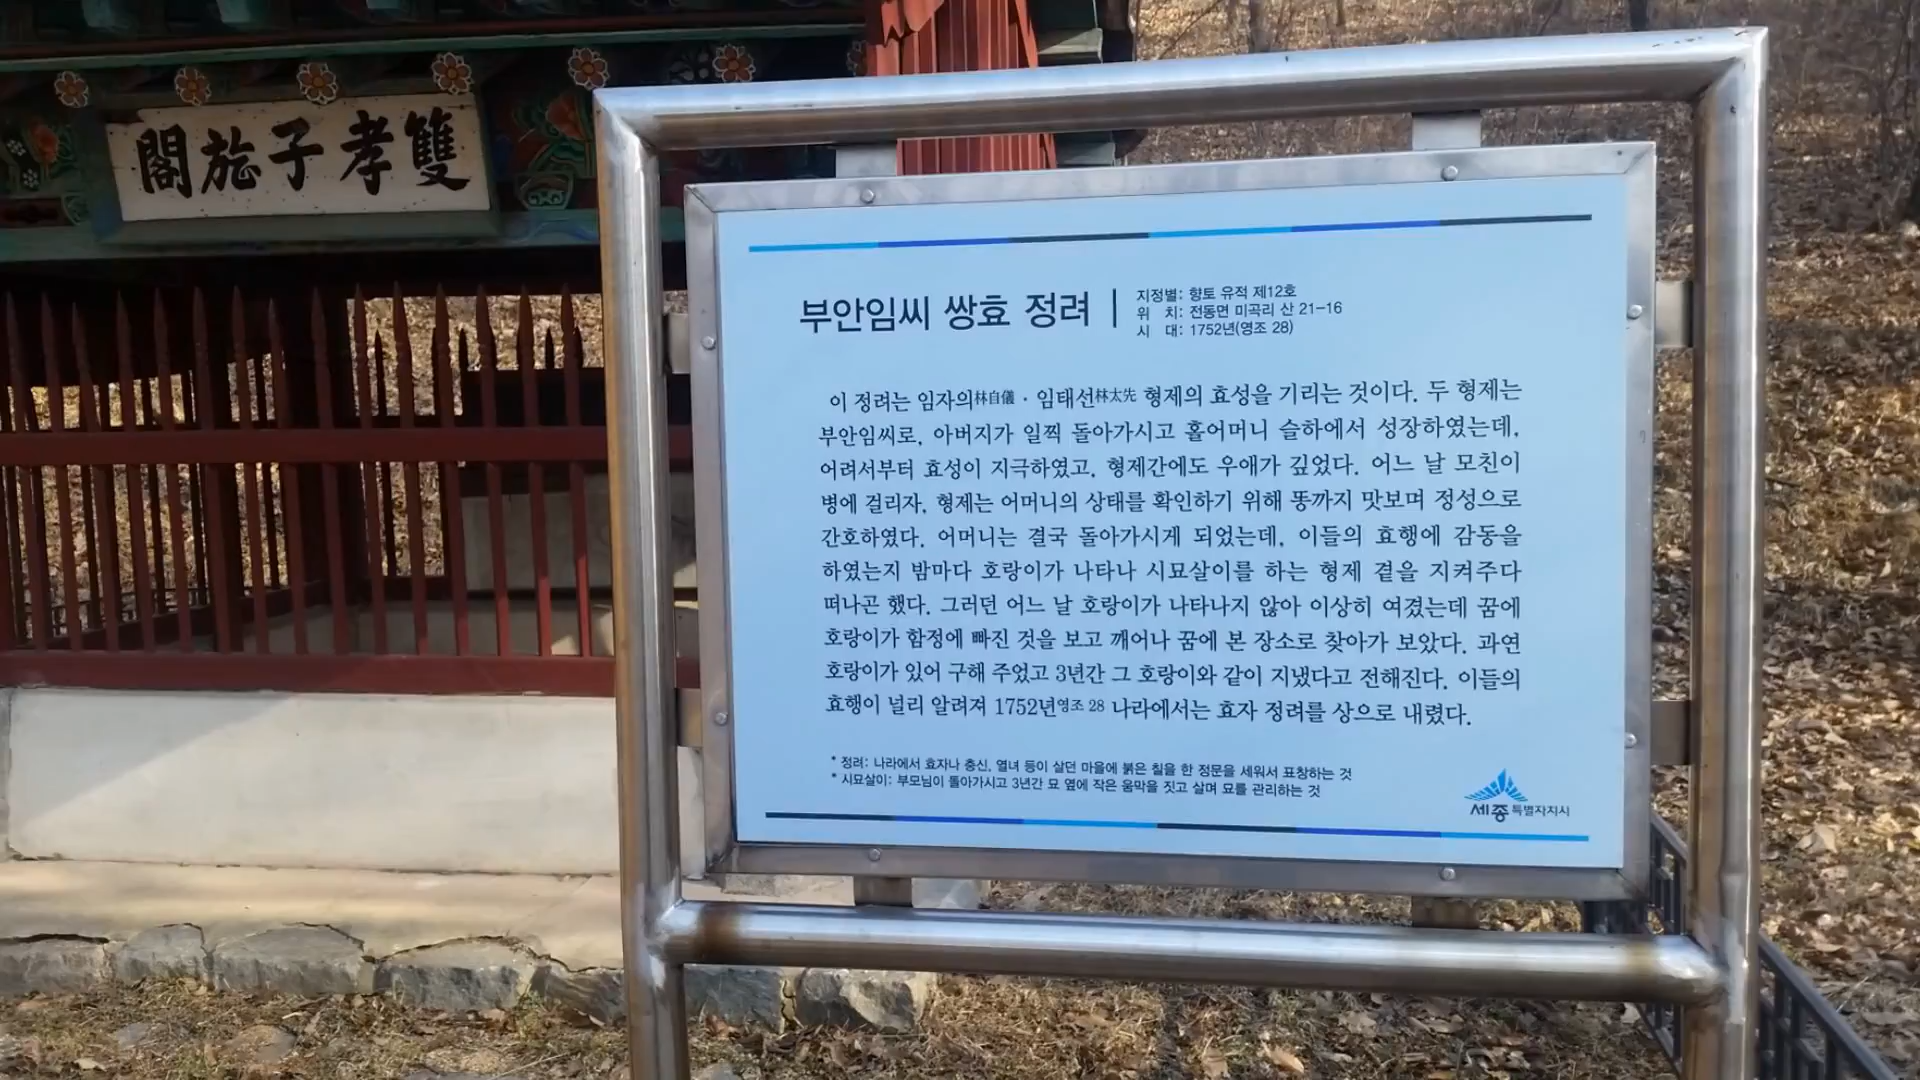 閣旌子孝雙
부안임씨 쌍효 정려
지정별: 향토 유적 제12호
위 치: 전동면 미곡리 산 21-16
시 대: 1752년(영조 28)
이 정려는 임자의林自儀 · 임태선林太先 형제의 효성을 기리는 것이다. 두 형제는
부안임씨로, 아버지가 일찍 돌아가시고 홀어머니 슬하에서 성장하였는데,
어려서부터 효성이 지극하였고, 형제간에도 우애가 깊었다. 어느 날 모친이
병에 걸리자, 형제는 어머니의 상태를 확인하기 위해 똥까지 맛보며 정성으로
간호하였다. 어머니는 결국 돌아가시게 되었는데, 이들의 효행에 감동을
하였는지 밤마다 호랑이가 나타나 시묘살이를 하는 형제 곁을 지켜주다
떠나곤 했다. 그러던 어느 날 호랑이가 나타나지 않아 이상히 여겼는데 꿈에
호랑이가 함정에 빠진 것을 보고 깨어나 꿈에 본 장소로 찾아가 보았다. 과연
호랑이가 있어 구해 주었고 3년간 그 호랑이와 같이 지냈다고 전해진다. 이들의
효행이 널리 알려져 1752년영조 28 나라에서는 효자 정려를 상으로 내렸다.
* 정려: 나라에서 효자나 충신, 열녀 등이 살던 마을에 붉은 칠을 한 정문을 세워서 표창하는 것
* 시묘살이: 부모님이 돌아가시고 3년간 묘 옆에 작은 움막을 짓고 살며 묘를 관리하는 것
세종특별자치시